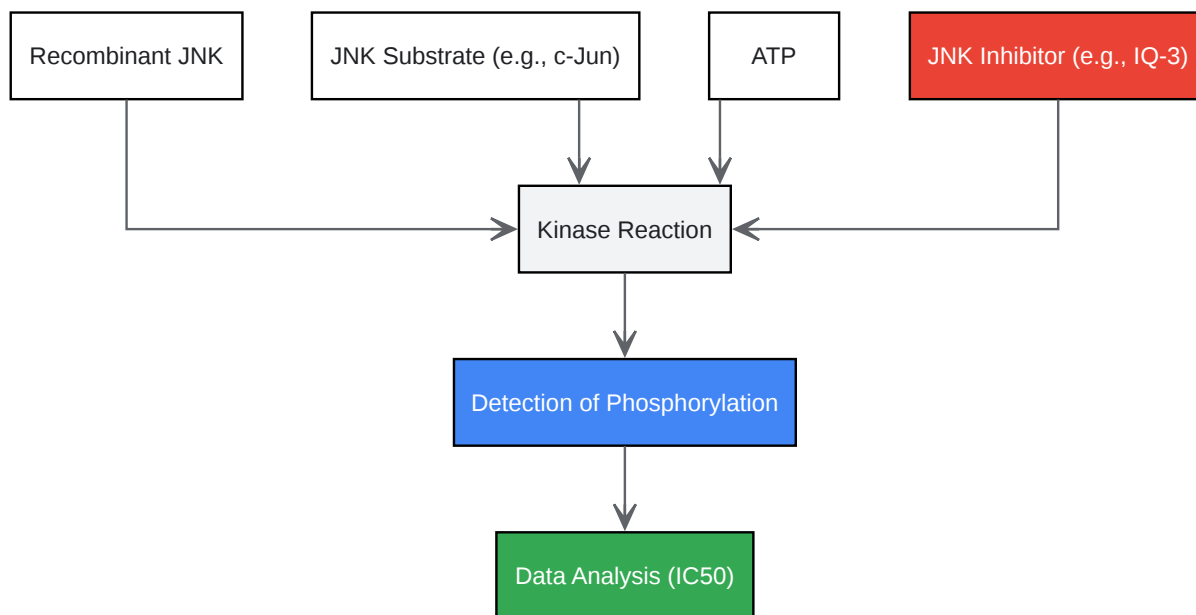 Recombinant JNK
JNK Substrate (e.g., c-Jun)
ATP
JNK Inhibitor (e.g., IQ-3)
Kinase Reaction
Detection of Phosphorylation
Data Analysis (IC50)